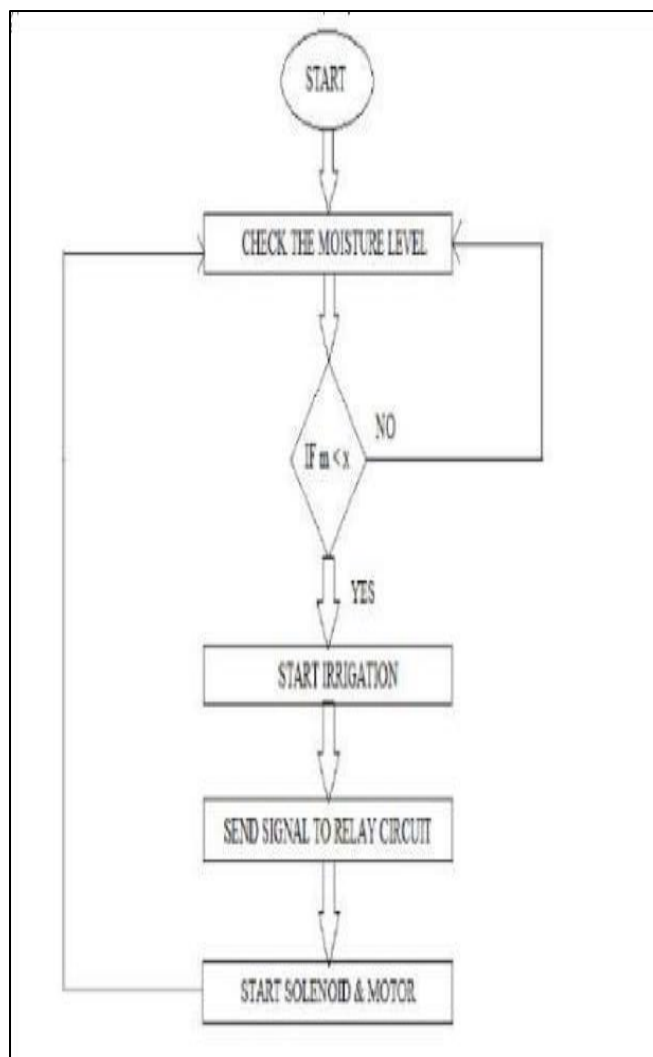 START
CHECK THE MOISTURE LEVEL
NO
IF m < x
YES
START IRRIGATION
SEND SIGNAL TO RELAY CIRCUIT
START SOLENOID & MOTOR